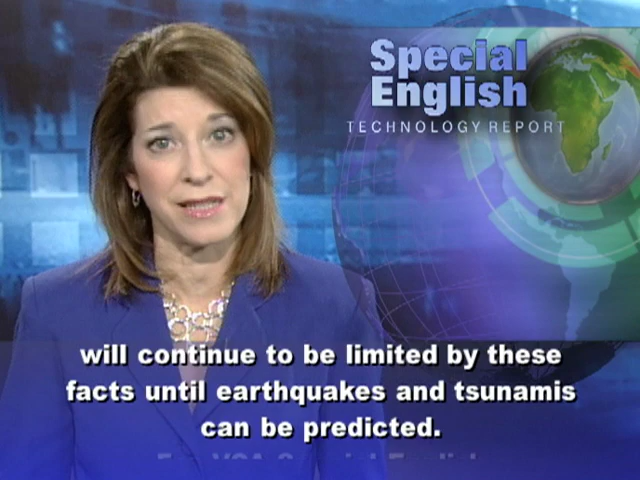 Special
English
TECHNOLOGY REPORT
will continue to be limited by these
facts until earthquakes and tsunamis
can be predicted.